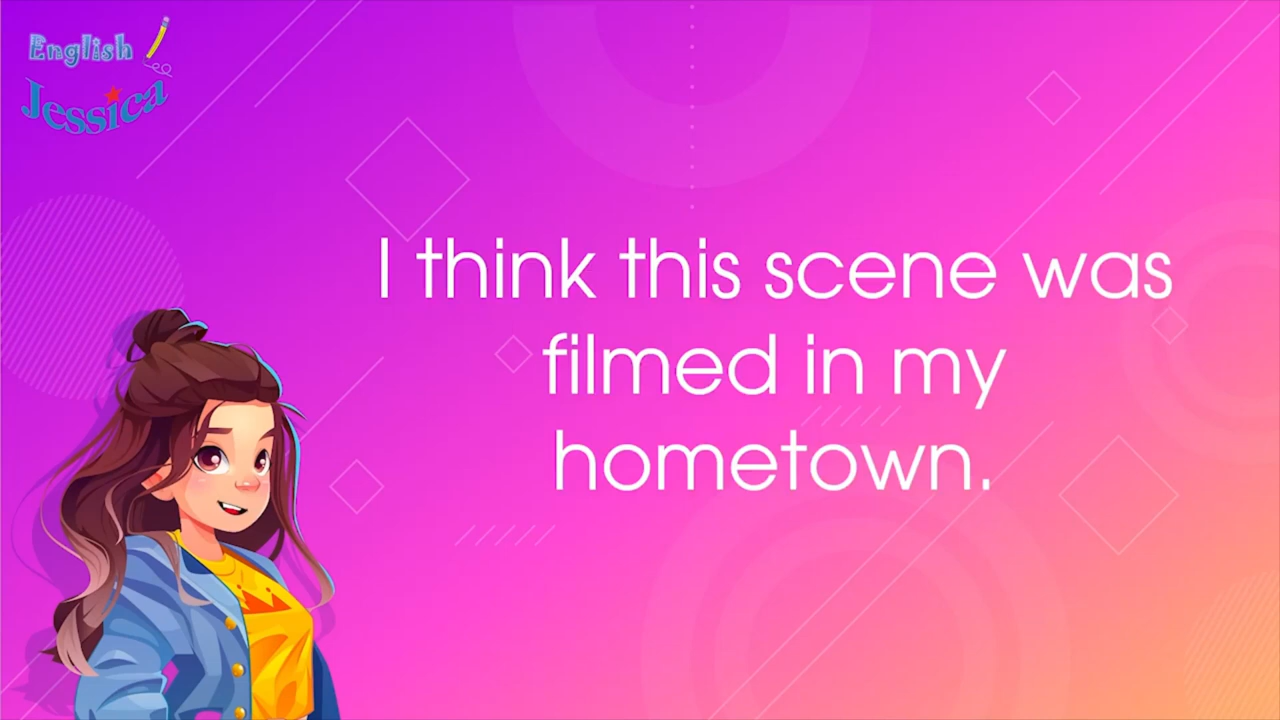 English
Jessica
I think this scene was
filmed in my
hometown.